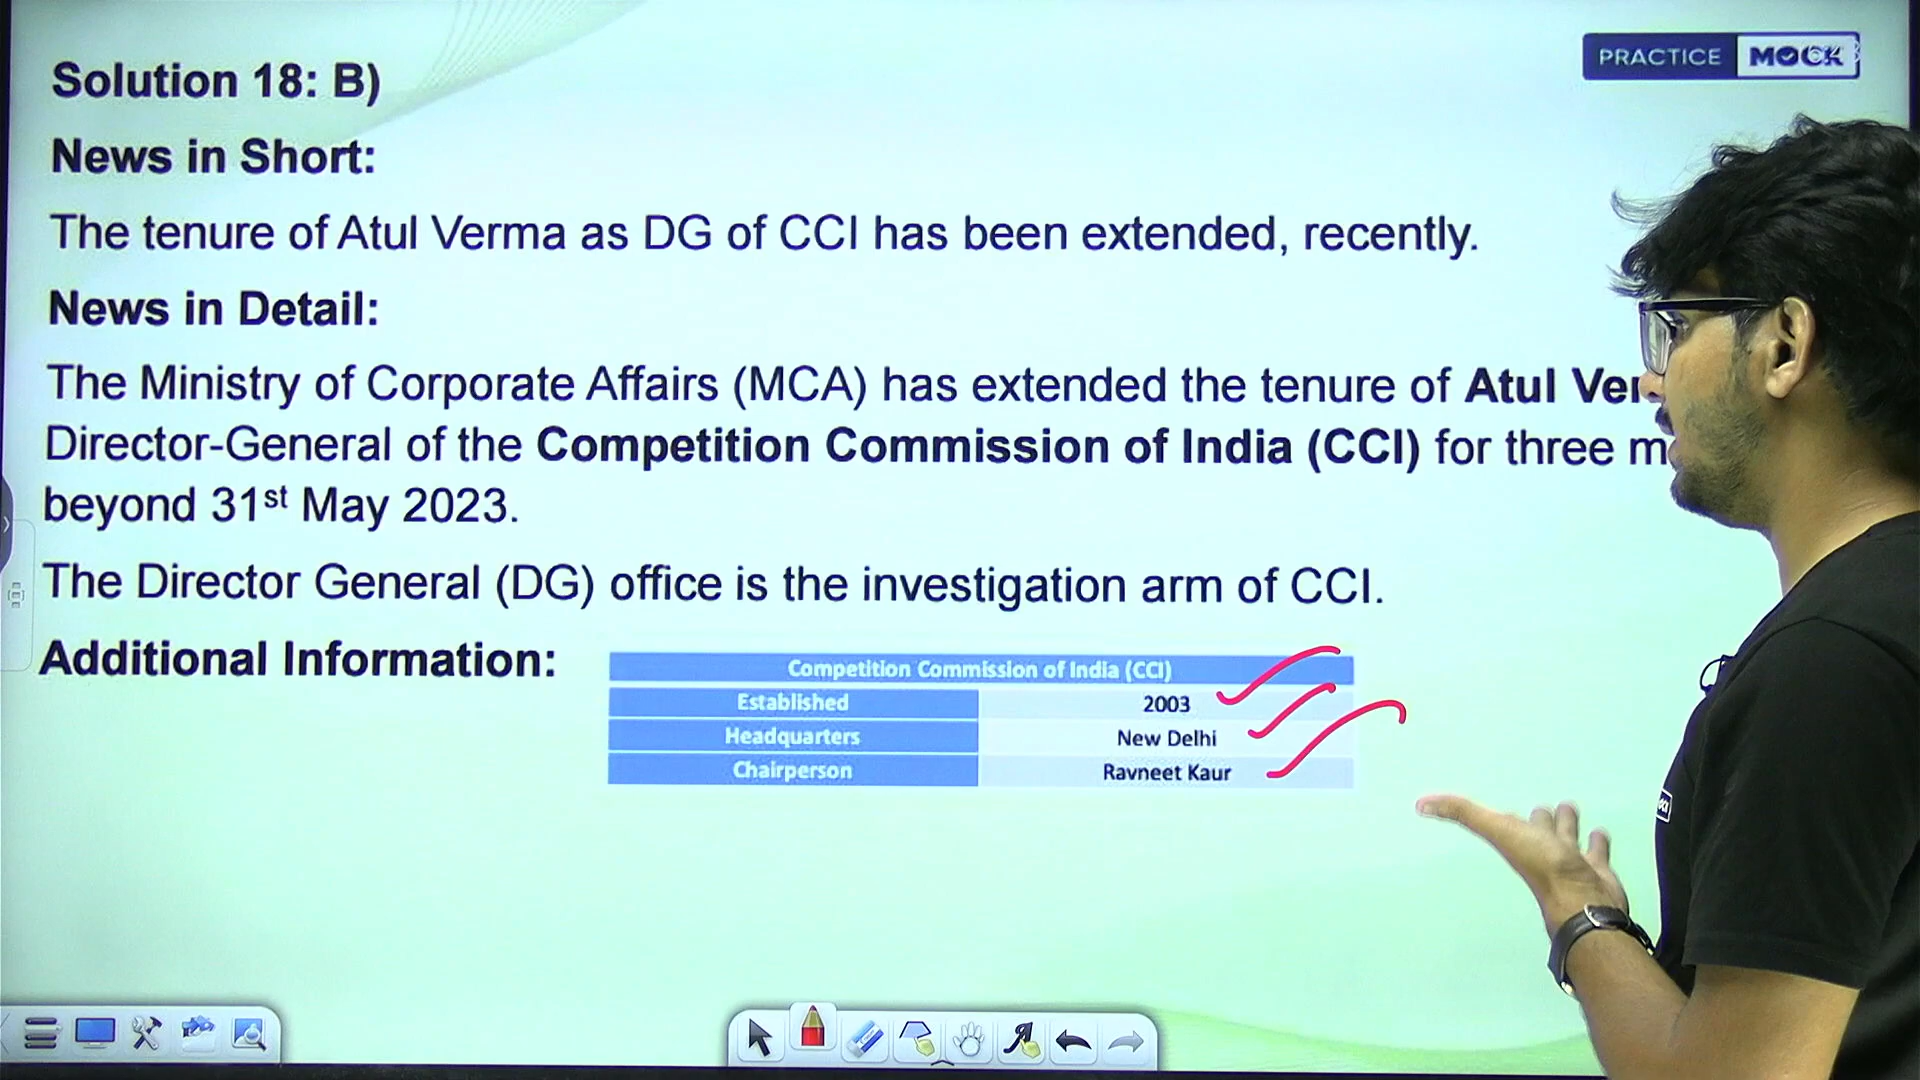 Solution 18: B)
PRACTICE MOCK
News in Short:
The tenure of Atul Verma as DG of CCI has been extended, recently.
News in Detail:
The Ministry of Corporate Affairs (MCA) has extended the tenure of Atul
Director-General of the Competition Commission of India (CCI) for three
beyond 31st May 2023.
The Director General (DG) office is the investigation arm of CCI.
Additional Information:
Competition Commission of India (CCI)
Established 2003
Headquarters New Delhi
Chairperson Ravneet Kaur